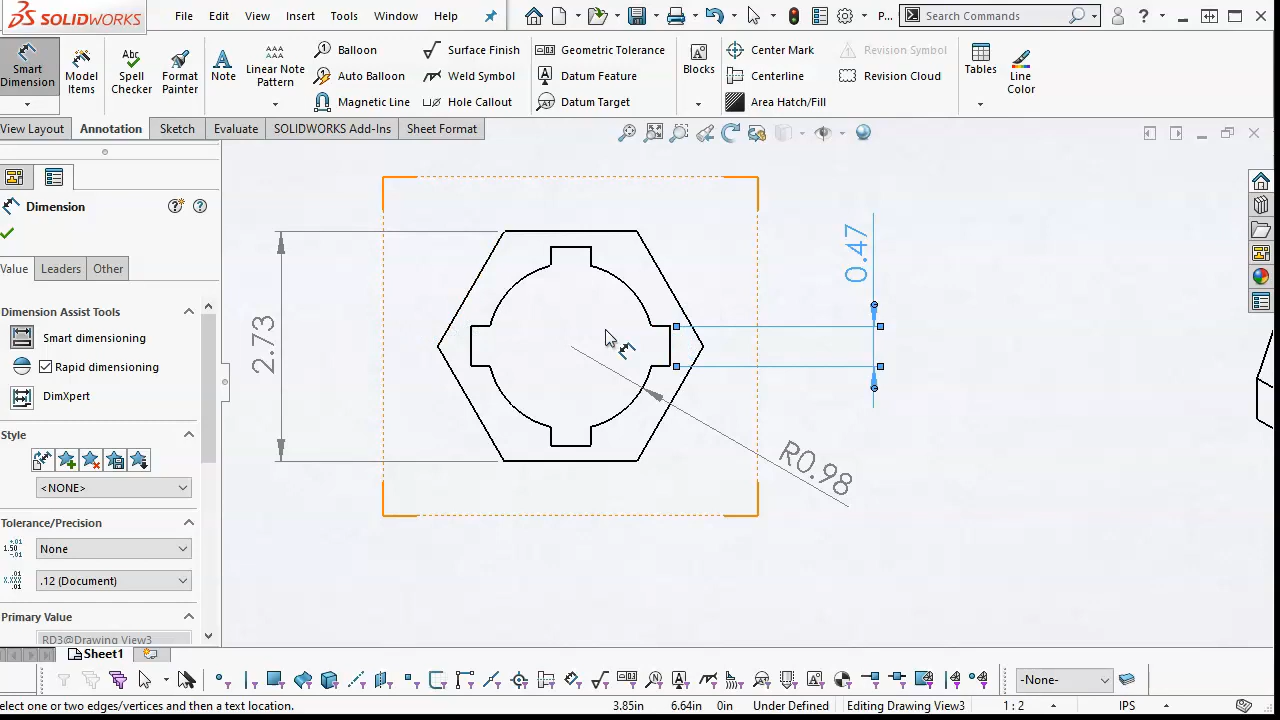 SOLIDWORKS File Edit View Insert Tools Window Help P... Search Commands
Smart Dimension
Model Items
Spell Checker
Format Painter
Note
Linear Note Pattern
Balloon
Auto Balloon
Magnetic Line
Surface Finish
Weld Symbol
Hole Callout
Geometric Tolerance
Datum Feature
Datum Target
Blocks
Center Mark
Centerline
Area Hatch/Fill
Revision Symbol
Revision Cloud
Tables
Line Color
View Layout Annotation Sketch Evaluate SOLIDWORKS Add-Ins Sheet Format
Dimension
Value Leaders Other
Dimension Assist Tools
Smart dimensioning
Rapid dimensioning
DimXpert
Style
<NONE>
Tolerance/Precision
None
.12 (Document)
Primary Value
RD3@Drawing View3
2.73
0.47
R0.98
Sheet1
-None-
elect one or two edges/vertices and then a text location. 3.85in 6.64in 0in Under Defined Editing Drawing View3 1 : 2 IPS